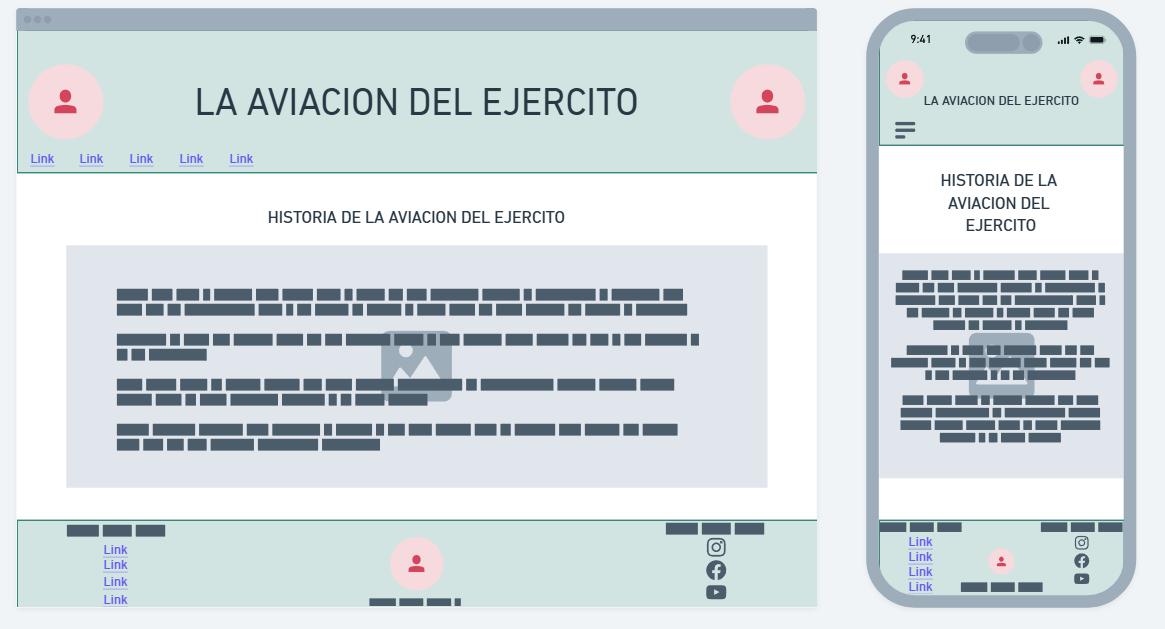 LA AVIACION DEL EJERCITO
Link Link Link Link Link
HISTORIA DE LA AVIACION DEL EJERCITO
Link
Link
Link
Link
9:41
LA AVIACION DEL EJERCITO
HISTORIA DE LA
AVIACION DEL
EJERCITO
Link
Link
Link
Link